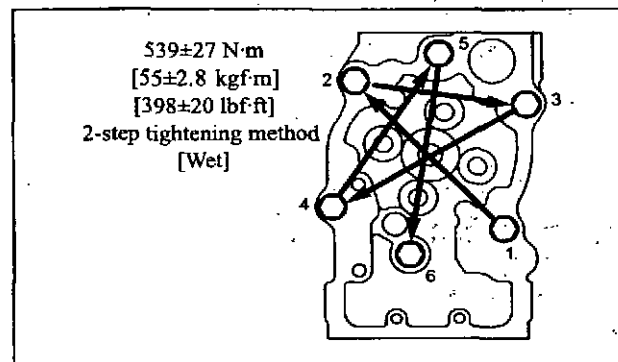 539±27 N·m
[55±2.8 kgf·m]
[398±20 lbf·ft]
2-step tightening method
[Wet]
5
2
3
4
1
6